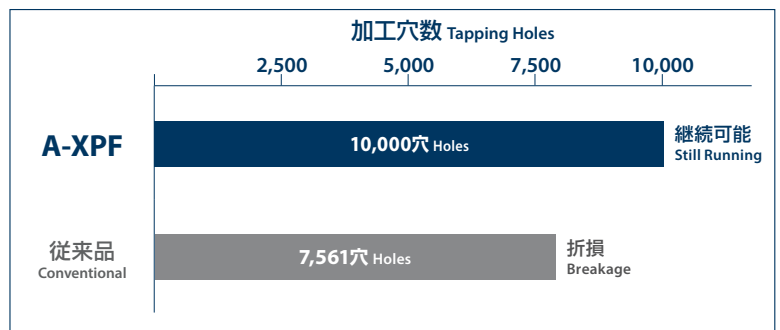 加工穴数 Tapping Holes
2,500 5,000 7,500 10,000
A-XPF
10,000穴 Holes
継続可能
Still Running
従来品
Conventional
7,561穴 Holes
折損
Breakage